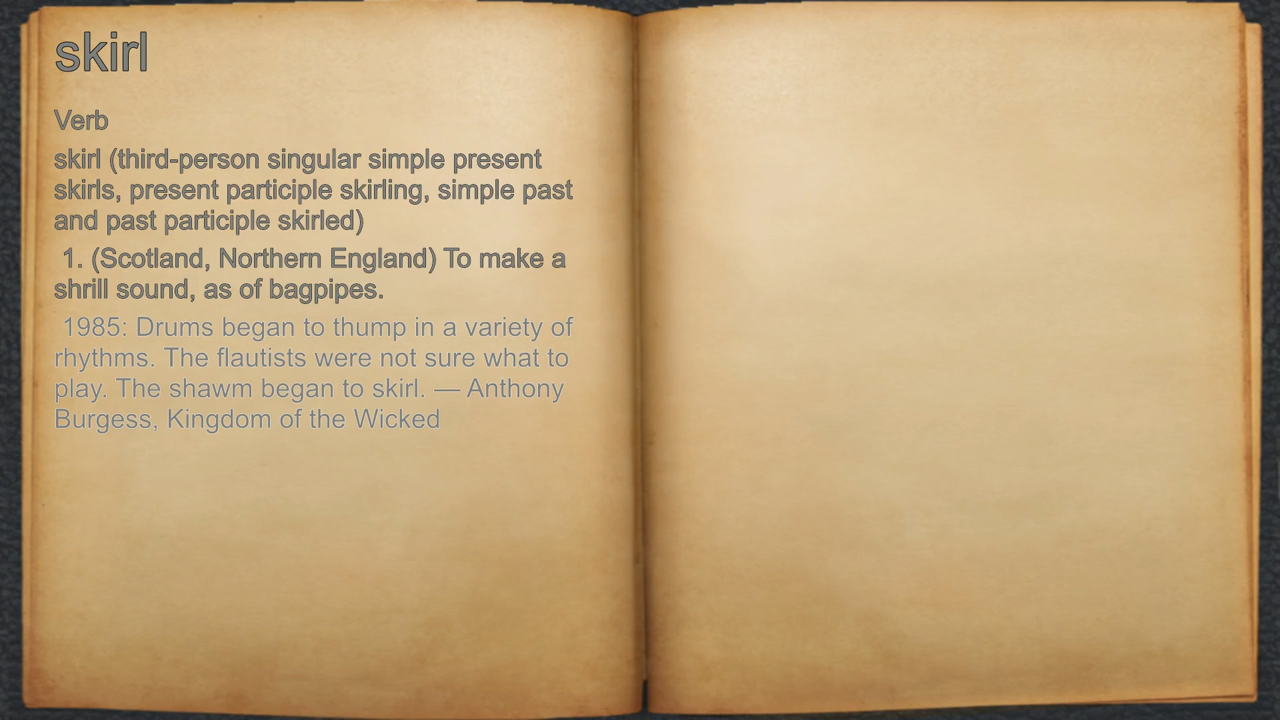 skirl
Verb
skirl (third-person singular simple present
skirls, present participle skirling, simple past
and past participle skirled)
1. (Scotland, Northern England) To make a
shrill sound, as of bagpipes.
1985: Drums began to thump in a variety of
rhythms. The flautists were not sure what to
play. The shawm began to skirl. — Anthony
Burgess, Kingdom of the Wicked